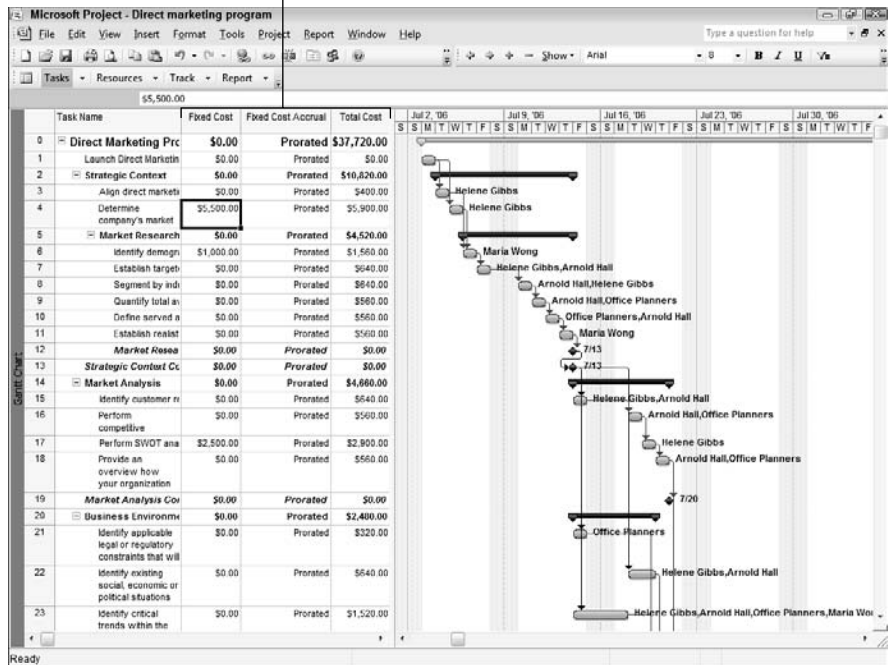 Microsoft Project - Direct marketing program
File Edit View Insert Format Tools Project Report Window Help
Type a question for help
Show Arial 8 B I U
Tasks Resources Track Report
$5,500.00
Task Name Fixed Cost Fixed Cost Accrual Total Cost
Jul 2, '06 Jul 9, '06 Jul 16, '06 Jul 23, '06 Jul 30, '06
S S M T W T F S S M T W T F S S M T W T F S S M T W T F S S M T W T F
0 Direct Marketing Prc $0.00 Prorated $37,720.00
1 Launch Direct Marketin $0.00 Prorated $0.00
2 Strategic Context $0.00 Prorated $10,820.00
3 Align direct marketi $0.00 Prorated $400.00 Helene Gibbs
4 Determine company's market $5,500.00 Prorated $5,900.00 Helene Gibbs
5 Market Research $0.00 Prorated $4,520.00
6 Identify demogra $1,000.00 Prorated $1,560.00 Maria Wong
7 Establish targeti $0.00 Prorated $640.00 Helene Gibbs,Arnold Hall
8 Segment by indu $0.00 Prorated $640.00 Arnold Hall,Helene Gibbs
9 Quantify total av $0.00 Prorated $560.00 Arnold Hall,Office Planners
10 Define served a $0.00 Prorated $560.00 Office Planners,Arnold Hall
11 Establish realist $0.00 Prorated $560.00 Maria Wong
12 Market Resea $0.00 Prorated $0.00 7/13
13 Strategic Context Co $0.00 Prorated $0.00 7/13
14 Market Analysis $0.00 Prorated $4,660.00
15 Identify customer re $0.00 Prorated $640.00 Helene Gibbs,Arnold Hall
16 Perform competitive $0.00 Prorated $560.00 Arnold Hall,Office Planners
17 Perform SWOT ana $2,500.00 Prorated $2,900.00 Helene Gibbs
18 Provide an overview how your organization $0.00 Prorated $560.00 Arnold Hall,Office Planners
19 Market Analysis Co $0.00 Prorated $0.00 7/20
20 Business Environme $0.00 Prorated $2,480.00
21 Identify applicable legal or regulatory constraints that will $0.00 Prorated $320.00 Office Planners
22 Identify existing social, economic or political situations $0.00 Prorated $640.00 Helene Gibbs,Arnold Hall
23 Identify critical trends within the $0.00 Prorated $1,520.00 Helene Gibbs,Arnold Hall,Office Planners,Maria Wo
Gantt Chart
Ready